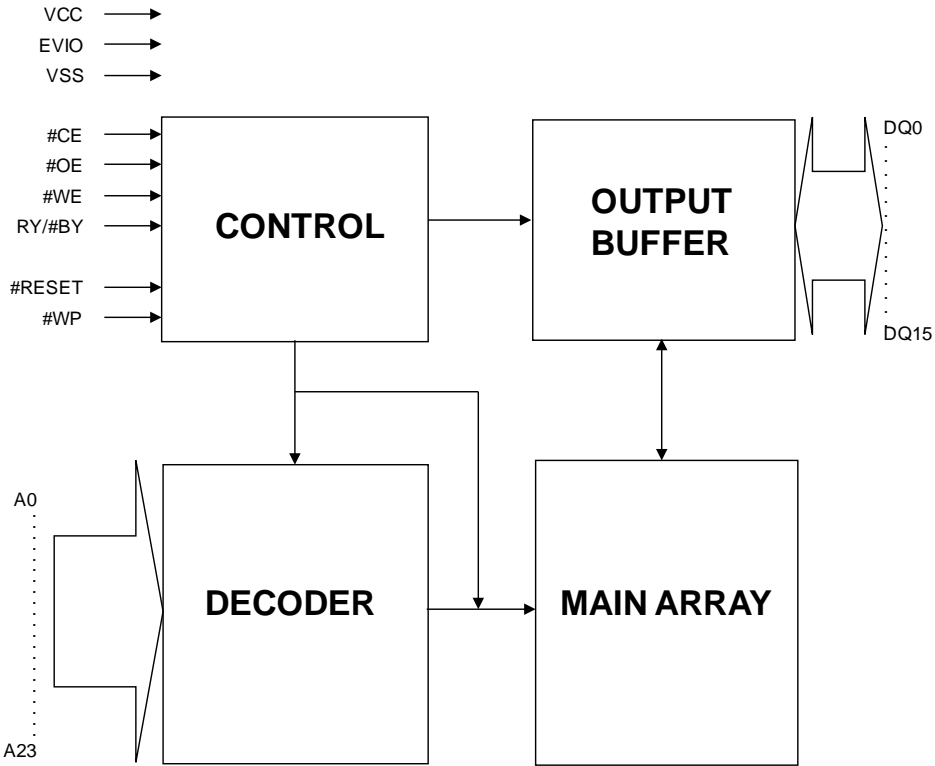 VCC
EVIO
VSS
#CE
#OE
#WE
RY/#BY
#RESET
#WP
CONTROL
OUTPUT
BUFFER
DQ0
DQ15
A0
A23
DECODER
MAIN ARRAY